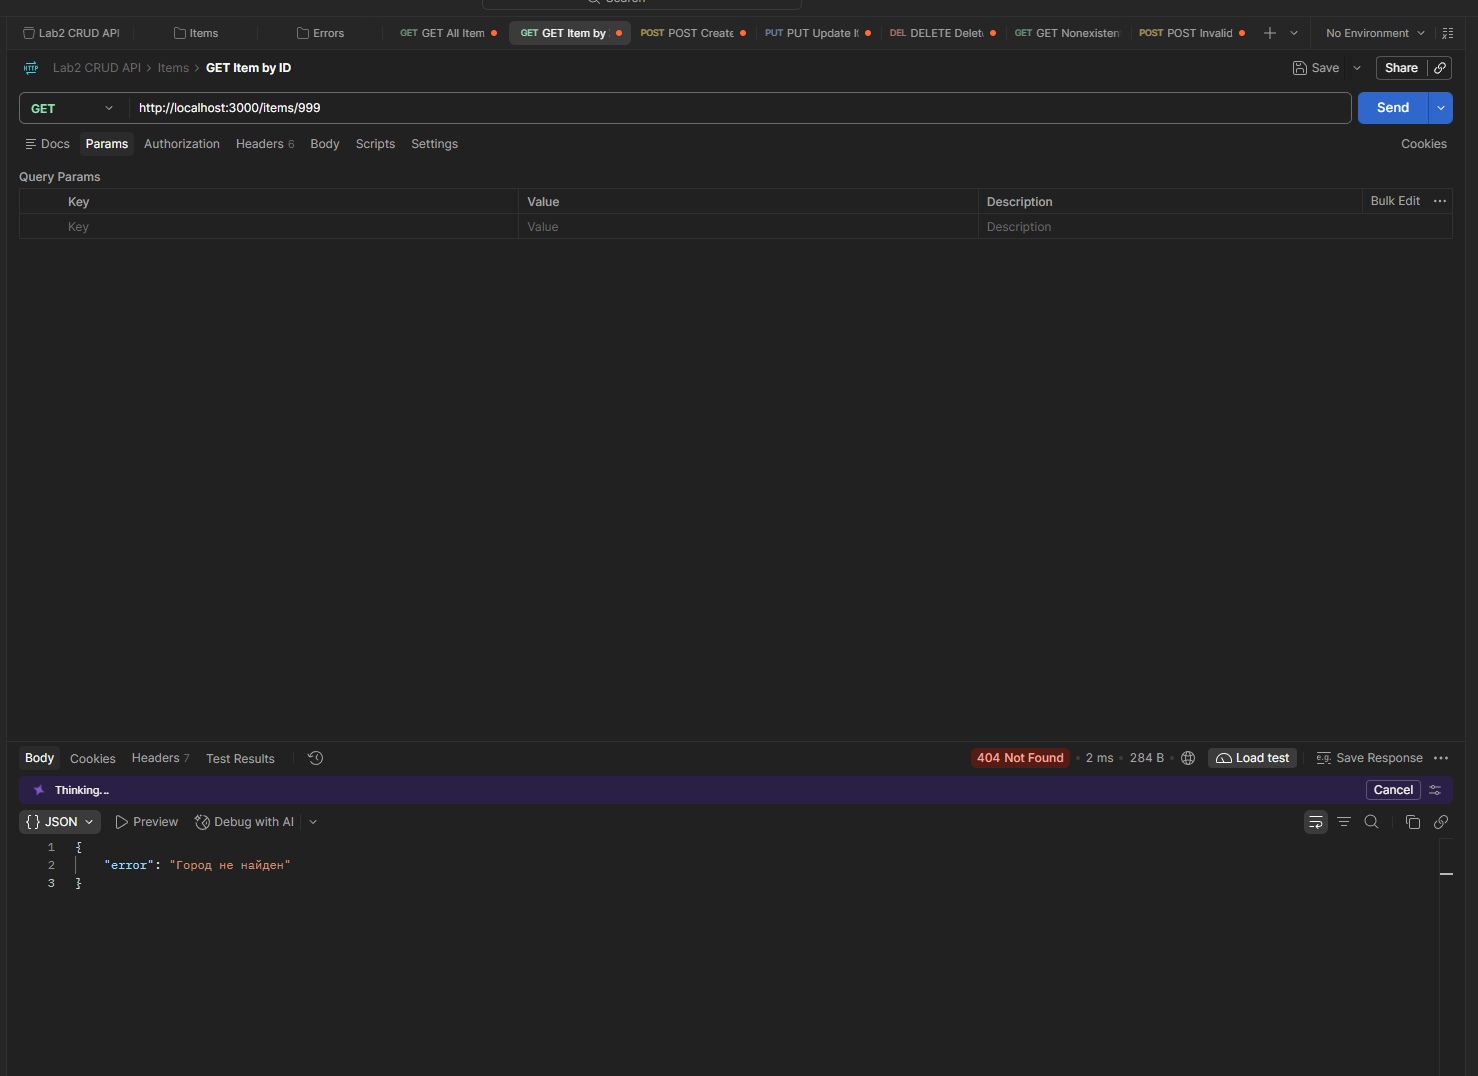 Search
Lab2 CRUD API
Items
Errors
GET GET All Item
GET GET Item by
POST POST Create
PUT PUT Update It
DEL DELETE Delet
GET GET Nonexisten
POST POST Invalid
No Environment
HTTP Lab2 CRUD API > Items > GET Item by ID
Save
Share
GET http://localhost:3000/items/999
Send
Docs Params Authorization Headers 6 Body Scripts Settings
Cookies
Query Params
Key Value Description Bulk Edit
Key Value Description
Body Cookies Headers 7 Test Results
404 Not Found • 2 ms • 284 B
Load test
e.g. Save Response
Thinking...
Cancel
{} JSON Preview Debug with AI
1 {
2 "error": "Город не найден"
3 }